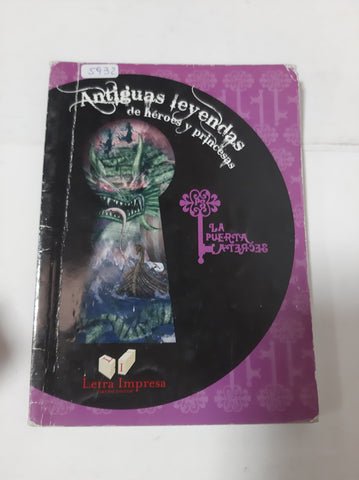 5932
Antiguas leyendas
de héroes y princesas
LA
PUERTA
SECRETA
L I
Letra Impresa